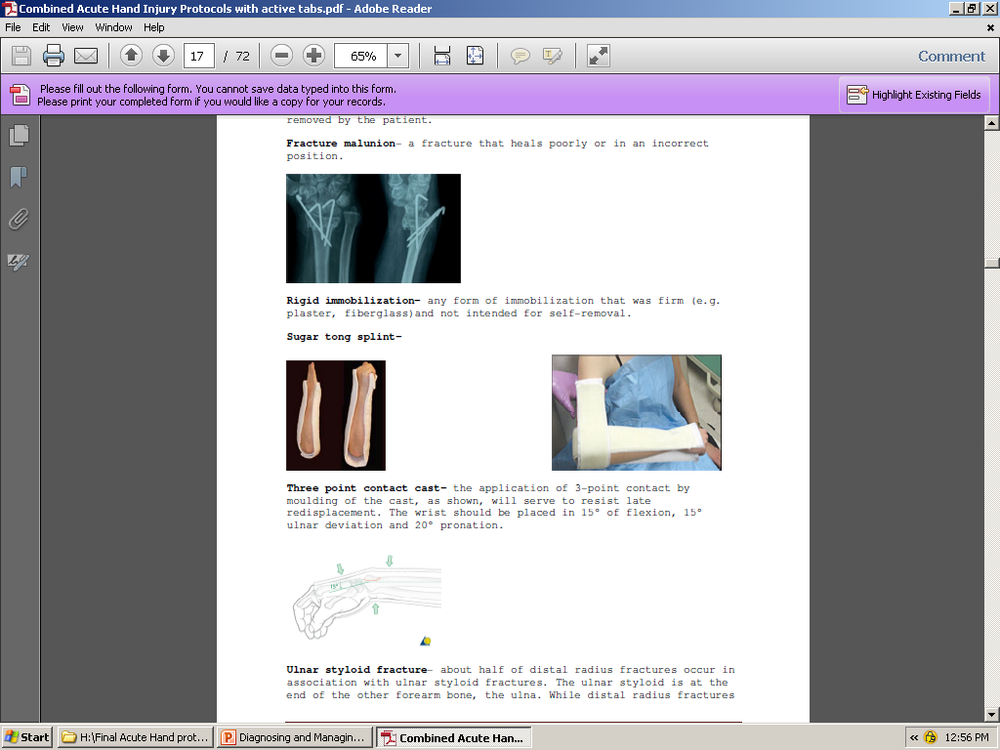 Combined Acute Hand Injury Protocols with active tabs.pdf - Adobe Reader
File Edit View Window Help
17 / 72 65% Comment
Please fill out the following form. You cannot save data typed into this form.
Please print your completed form if you would like a copy for your records.
Highlight Existing Fields
removed by the patient.
Fracture malunion- a fracture that heals poorly or in an incorrect
position.
Rigid immobilization- any form of immobilization that was firm (e.g.
plaster, fiberglass)and not intended for self-removal.
Sugar tong splint-
Three point contact cast- the application of 3-point contact by
moulding of the cast, as shown, will serve to resist late
redisplacement. The wrist should be placed in 15° of flexion, 15°
ulnar deviation and 20° pronation.
15°
Ulnar styloid fracture- about half of distal radius fractures occur in
association with ulnar styloid fractures. The ulnar styloid is at the
end of the other forearm bone, the ulna. While distal radius fractures
Start H:\Final Acute Hand prot... Diagnosing and Managin... Combined Acute Han... « 12:56 PM